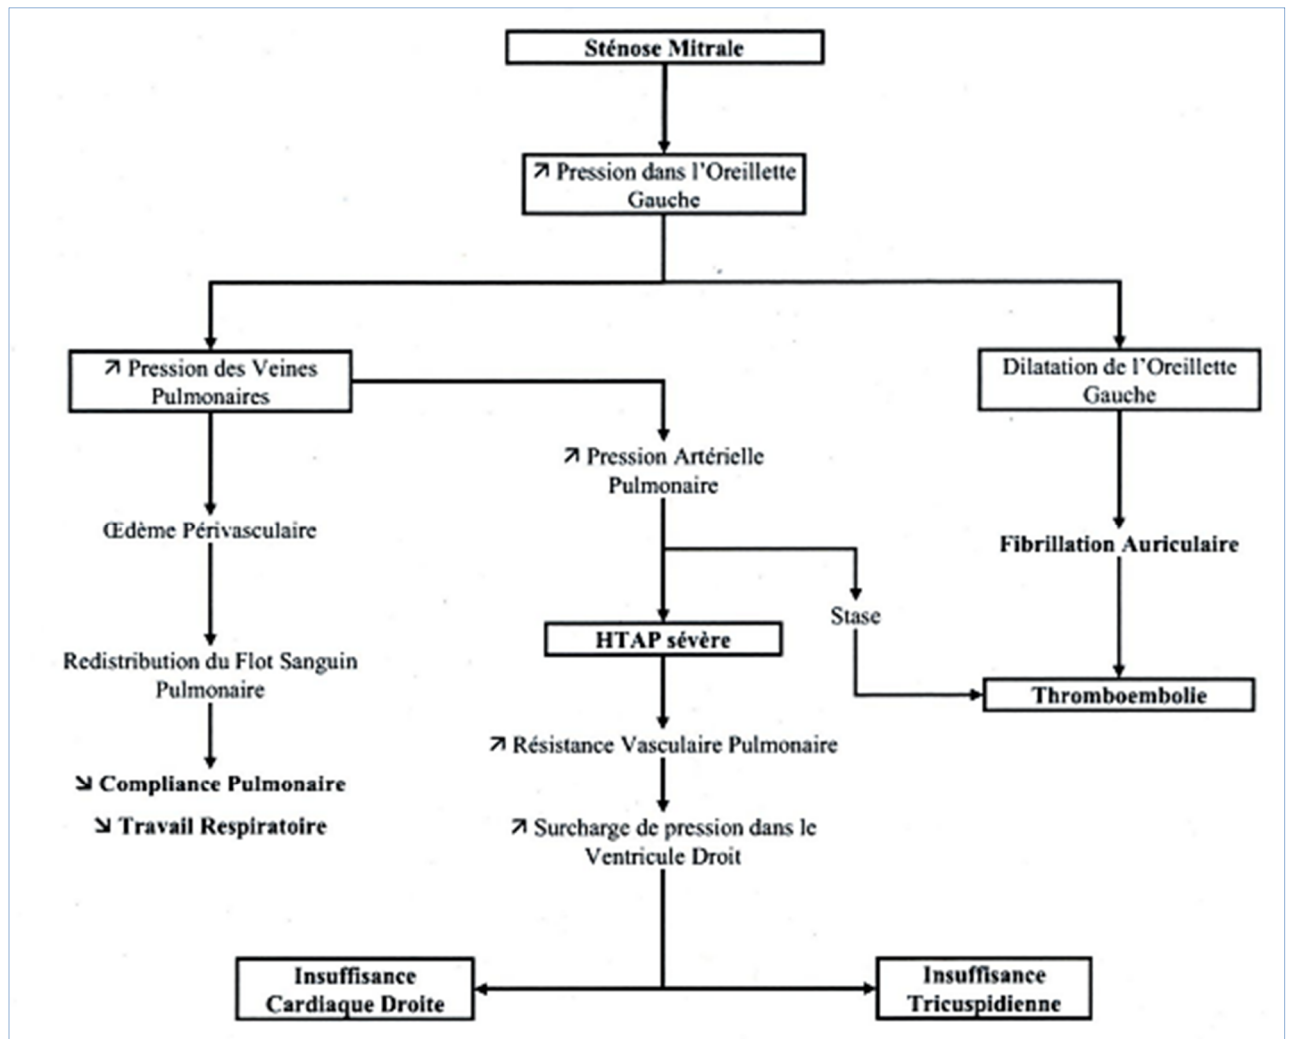 Sténose Mitrale
↗ Pression dans l'Oreillette
Gauche
↗ Pression des Veines
Pulmonaires
Dilatation de l'Oreillette
Gauche
↗ Pression Artérielle
Pulmonaire
Œdème Périvasculaire
Fibrillation Auriculaire
Stase
HTAP sévère
Redistribution du Flot Sanguin
Pulmonaire
Thromboembolie
↗ Résistance Vasculaire Pulmonaire
↘ Compliance Pulmonaire
↘ Travail Respiratoire
↗ Surcharge de pression dans le
Ventricule Droit
Insuffisance
Cardiaque Droite
Insuffisance
Tricuspidienne